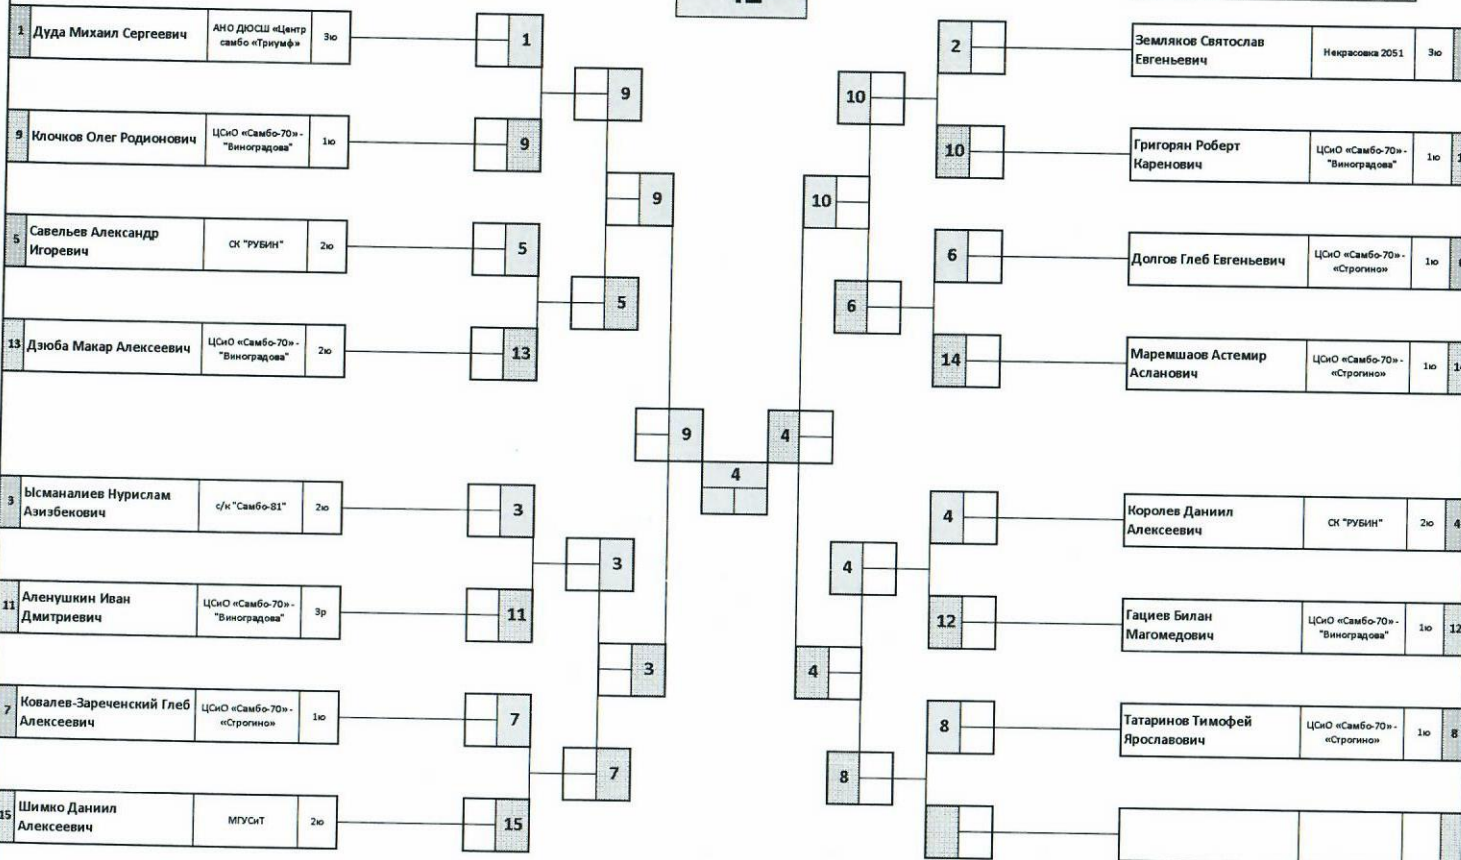 1 Дуда Михаил Сергеевич АНО ДЮСШ «Центр самбо «Триумф» 3ю 1
9 Клочков Олег Родионович ЦСиО «Самбо-70» - "Виноградова" 1ю 9
9
5 Савельев Александр Игоревич СК "РУБИН" 2ю 5
13 Дзюба Макар Алексеевич ЦСиО «Самбо-70» - "Виноградова" 2ю 13
5
9
3 Ысманалиев Нурислам Азизбекович с/к "Самбо-81" 2ю 3
11 Аленушкин Иван Дмитриевич ЦСиО «Самбо-70» - "Виноградова" 3р 11
3
7 Ковалев-Зареченский Глеб Алексеевич ЦСиО «Самбо-70» - «Строгино» 1ю 7
15 Шимко Даниил Алексеевич МГУСиТ 2ю 15
7
3
9
4
4
2 Земляков Святослав Евгеньевич Некрасовка 2051 3ю
10 Григорян Роберт Каренович ЦСиО «Самбо-70» - "Виноградова" 1ю
10
6 Долгов Глеб Евгеньевич ЦСиО «Самбо-70» - «Строгино» 1ю
14 Маремшаов Астемир Асланович ЦСиО «Самбо-70» - «Строгино» 1ю
6
10
4 Королев Даниил Алексеевич СК "РУБИН" 2ю 4
12 Гациев Билан Магомедович ЦСиО «Самбо-70» - "Виноградова" 1ю 12
4
8 Татаринов Тимофей Ярославович ЦСиО «Самбо-70» - «Строгино» 1ю 8
8
4